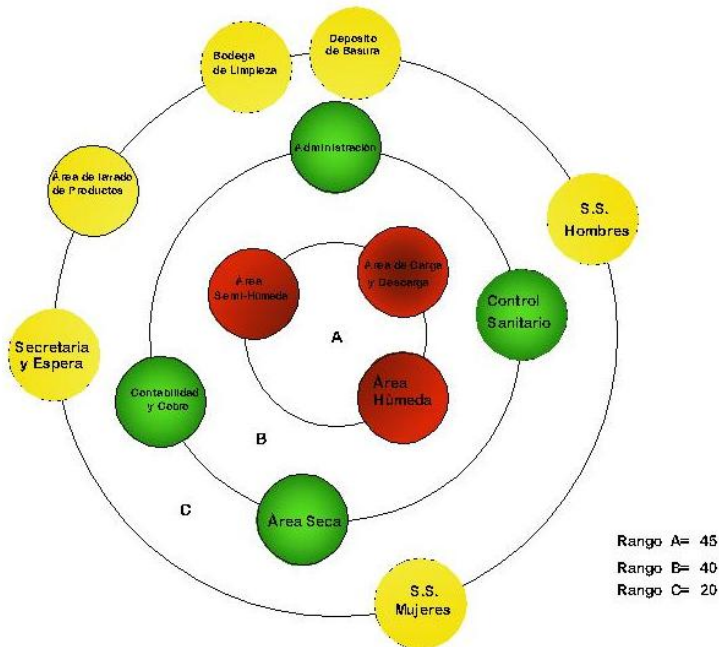 Deposito
de Basura
Bodega
de Limpieza
Administración
Área de lavado
de Productos
S.S.
Hombres
Área
Semi-Húmeda
Área de Carga
y Descarga
Control
Sanitario
A
Secretaria
y Espera
Contabilidad
y Cobro
Área
Húmeda
B
C
Área Seca
S.S.
Mujeres
Rango A= 45
Rango B= 40
Rango C= 20